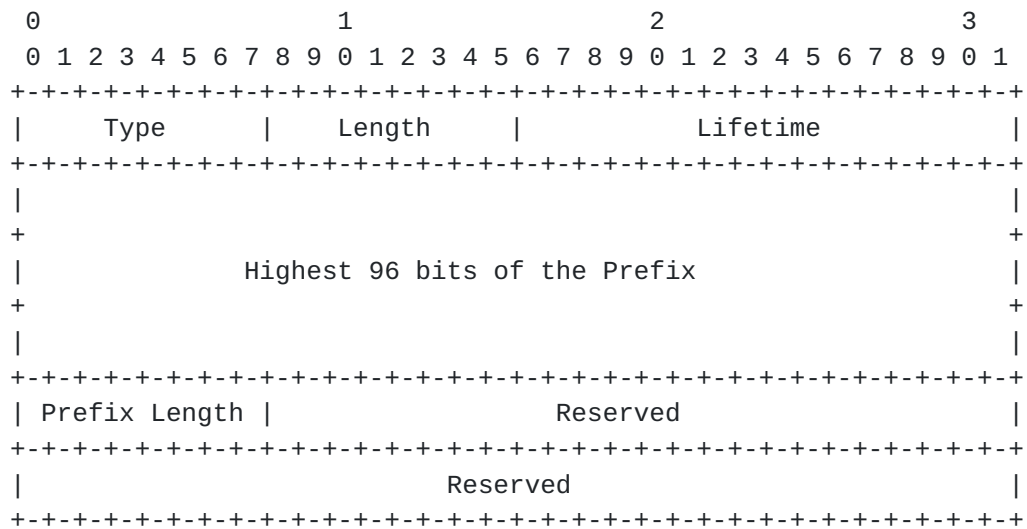 0                   1                   2                   3
 0 1 2 3 4 5 6 7 8 9 0 1 2 3 4 5 6 7 8 9 0 1 2 3 4 5 6 7 8 9 0 1
+-+-+-+-+-+-+-+-+-+-+-+-+-+-+-+-+-+-+-+-+-+-+-+-+-+-+-+-+-+-+-+-+
|     Type      |    Length     |           Lifetime            |
+-+-+-+-+-+-+-+-+-+-+-+-+-+-+-+-+-+-+-+-+-+-+-+-+-+-+-+-+-+-+-+-+
|                                                               |
+                                                               +
|              Highest 96 bits of the Prefix                    |
+                                                               +
|                                                               |
+-+-+-+-+-+-+-+-+-+-+-+-+-+-+-+-+-+-+-+-+-+-+-+-+-+-+-+-+-+-+-+-+
| Prefix Length |                  Reserved                     |
+-+-+-+-+-+-+-+-+-+-+-+-+-+-+-+-+-+-+-+-+-+-+-+-+-+-+-+-+-+-+-+-+
|                           Reserved                            |
+-+-+-+-+-+-+-+-+-+-+-+-+-+-+-+-+-+-+-+-+-+-+-+-+-+-+-+-+-+-+-+-+